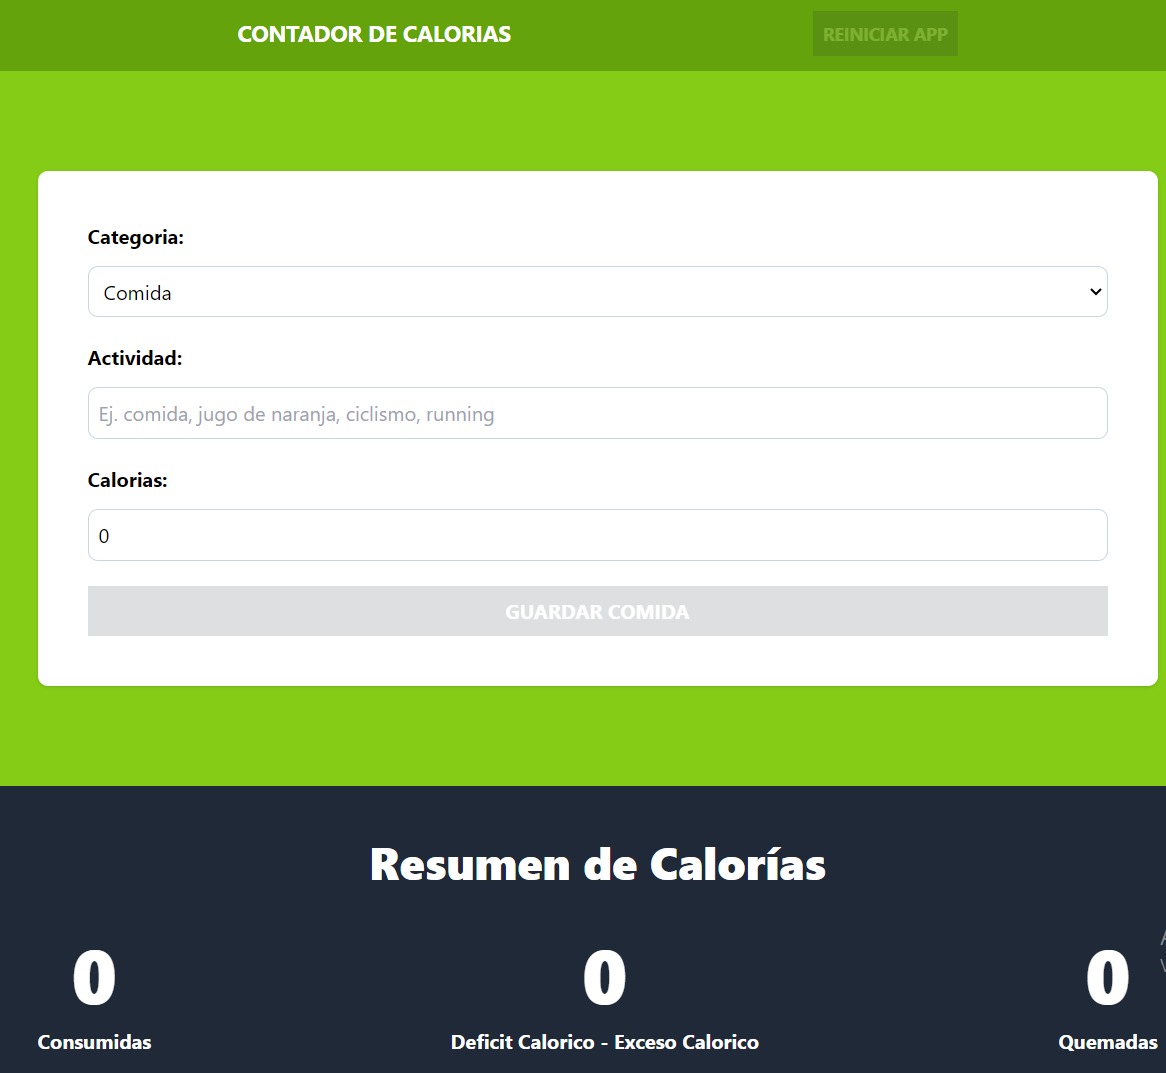 CONTADOR DE CALORIAS
REINICIAR APP
Categoria:
Comida
Actividad:
Ej. comida, jugo de naranja, ciclismo, running
Calorias:
0
GUARDAR COMIDA
Resumen de Calorías
0
0
0
Consumidas
Deficit Calorico - Exceso Calorico
Quemadas